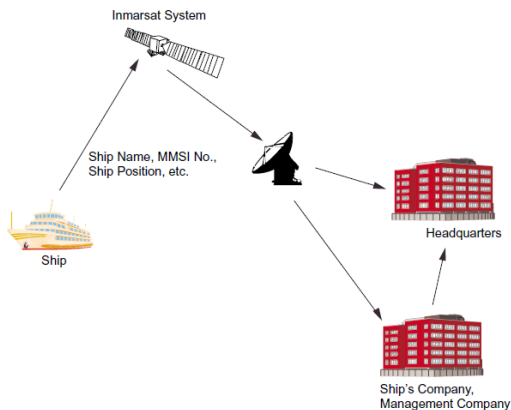 Inmarsat System
Ship Name, MMSI No.,
Ship Position, etc.
Ship
Headquarters
Ship's Company,
Management Company